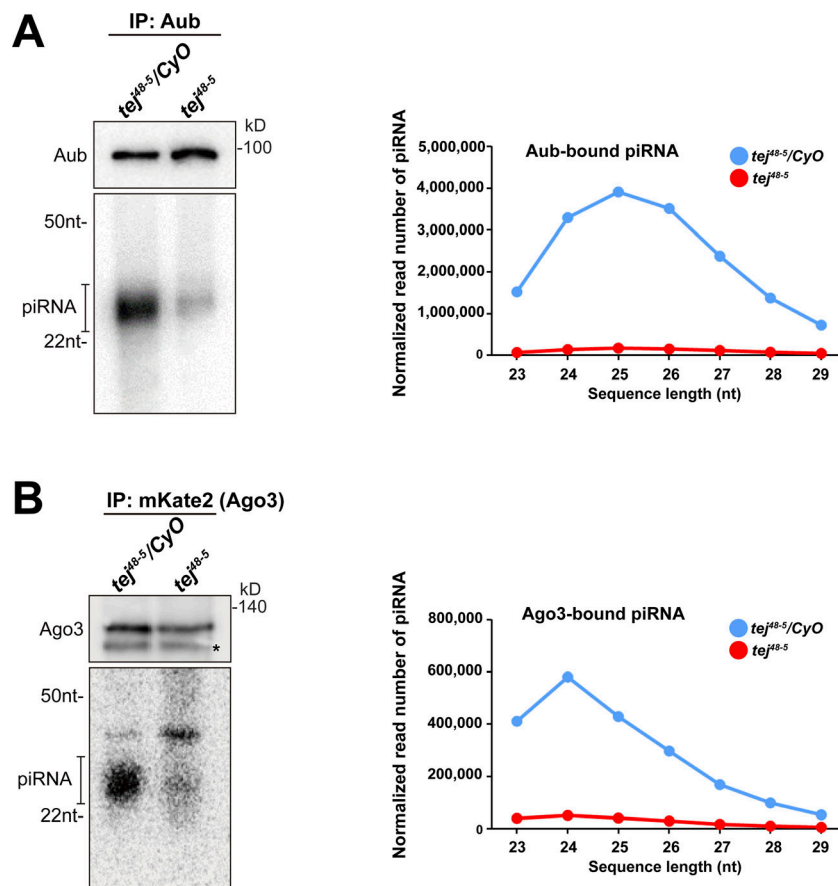 A
IP: Aub
tej48-5/CyO
tej48-5
kD
Aub
-100
50nt-
piRNA
22nt-
Aub-bound piRNA
tej48-5/CyO
tej48-5
Normalized read number of piRNA
5,000,000
4,000,000
3,000,000
2,000,000
1,000,000
0
23 24 25 26 27 28 29
Sequence length (nt)
B
IP: mKate2 (Ago3)
tej48-5/CyO
tej48-5
kD
-140
Ago3
*
50nt-
piRNA
22nt-
Ago3-bound piRNA
tej48-5/CyO
tej48-5
Normalized read number of piRNA
800,000
600,000
400,000
200,000
0
23 24 25 26 27 28 29
Sequence length (nt)